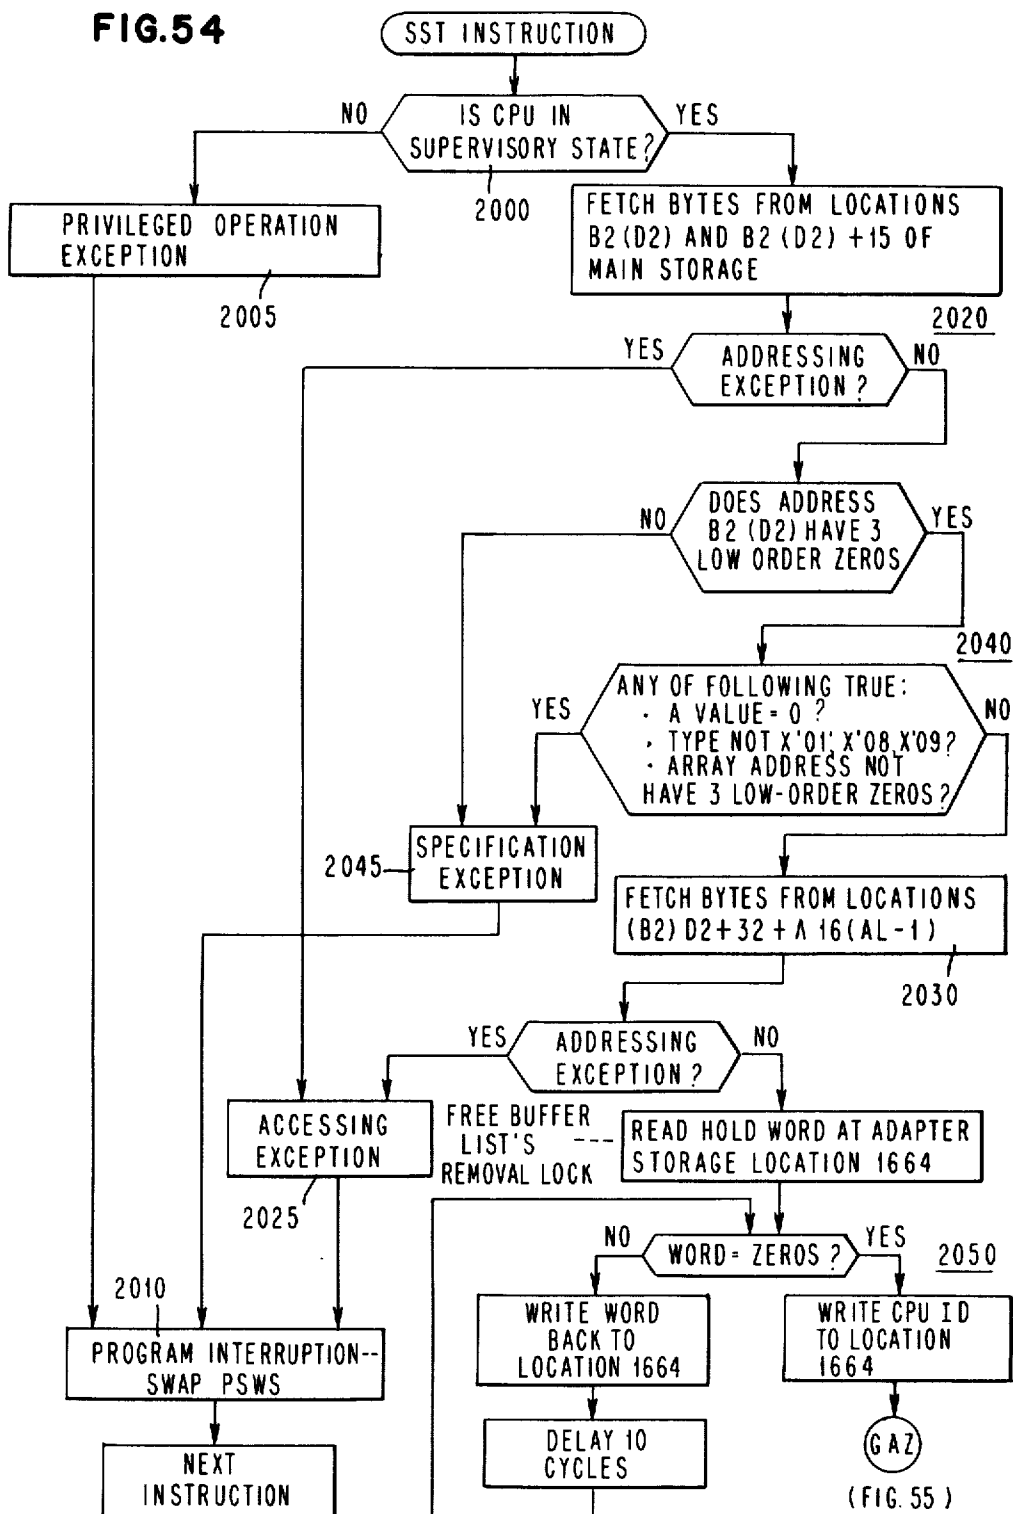 FIG.54
SST INSTRUCTION
NO
IS CPU IN
SUPERVISORY STATE?
YES
2000
PRIVILEGED OPERATION
EXCEPTION
2005
FETCH BYTES FROM LOCATIONS
B2(D2) AND B2(D2) +15 OF
MAIN STORAGE
2020
YES
ADDRESSING
EXCEPTION?
NO
NO
DOES ADDRESS
B2(D2) HAVE 3
LOW ORDER ZEROS
YES
2040
YES
ANY OF FOLLOWING TRUE:
· A VALUE=0?
· TYPE NOT X'01', X'08, X'09?
· ARRAY ADDRESS NOT
HAVE 3 LOW-ORDER ZEROS?
NO
2045
SPECIFICATION
EXCEPTION
FETCH BYTES FROM LOCATIONS
(B2) D2+32+Λ 16(AL-1)
2030
YES
ADDRESSING
EXCEPTION?
NO
ACCESSING
EXCEPTION
2025
FREE BUFFER
LIST'S
REMOVAL LOCK
READ HOLD WORD AT ADAPTER
STORAGE LOCATION 1664
NO
WORD=ZEROS?
YES
2050
2010
PROGRAM INTERRUPTION--
SWAP PSWS
WRITE WORD
BACK TO
LOCATION 1664
WRITE CPU ID
TO LOCATION
1664
NEXT
INSTRUCTION
DELAY 10
CYCLES
GAZ
(FIG. 55)